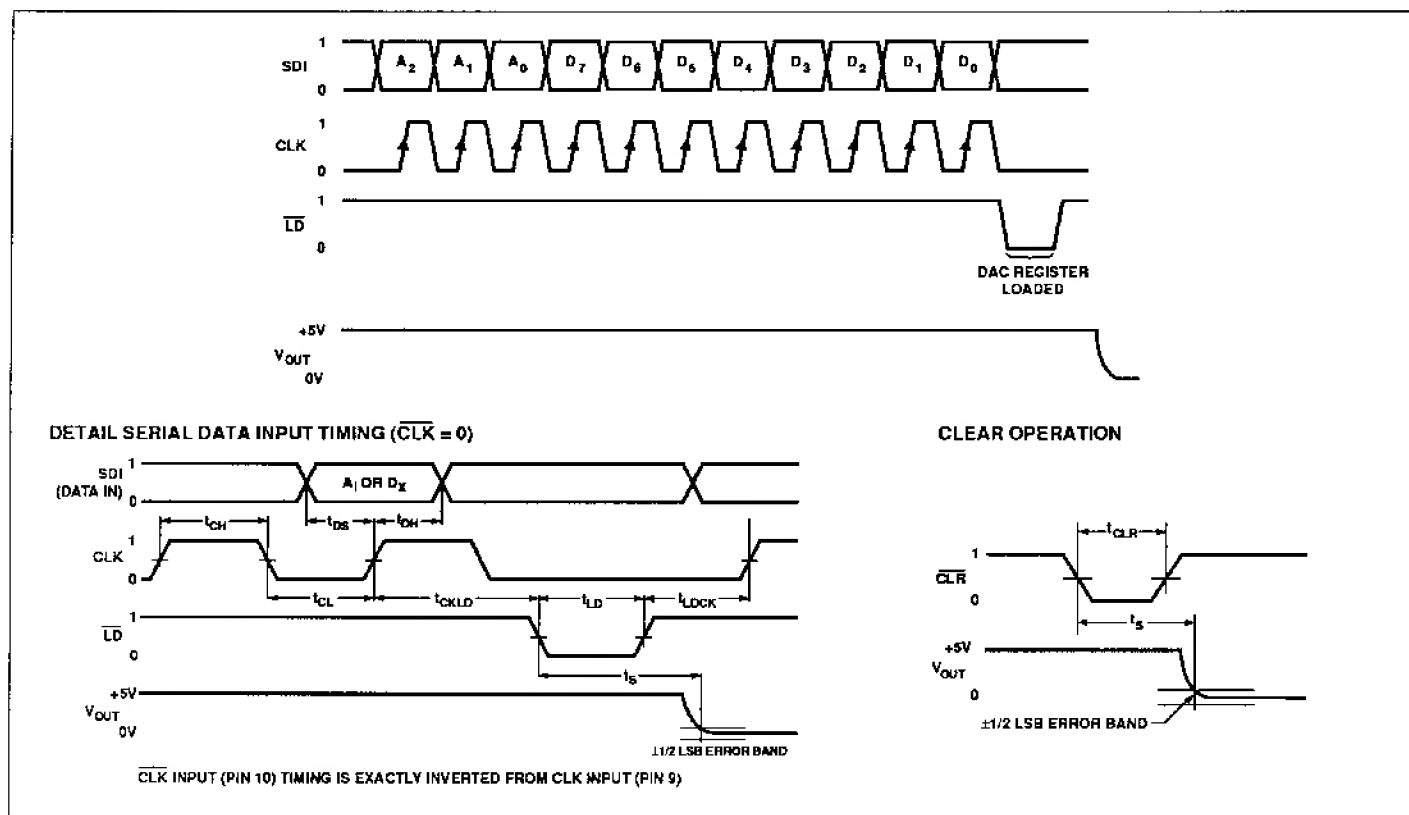 1
SDI
0
A2 A1 A0 D7 D6 D5 D4 D3 D2 D1 D0
1
CLK
0
1
LD
0
DAC REGISTER
LOADED
+5V
VOUT
0V
DETAIL SERIAL DATA INPUT TIMING (CLK = 0)
SDI 1
(DATA IN)
0
AI OR DX
tCH tDS tDH
1
CLK
0
tCL tCKLD tLD tLDCK
1
LD
0
tS
+5V
VOUT
0V
±1/2 LSB ERROR BAND
CLK INPUT (PIN 10) TIMING IS EXACTLY INVERTED FROM CLK INPUT (PIN 9)
CLEAR OPERATION
tCLR
1
CLR
0
tS
+5V
VOUT
0
±1/2 LSB ERROR BAND